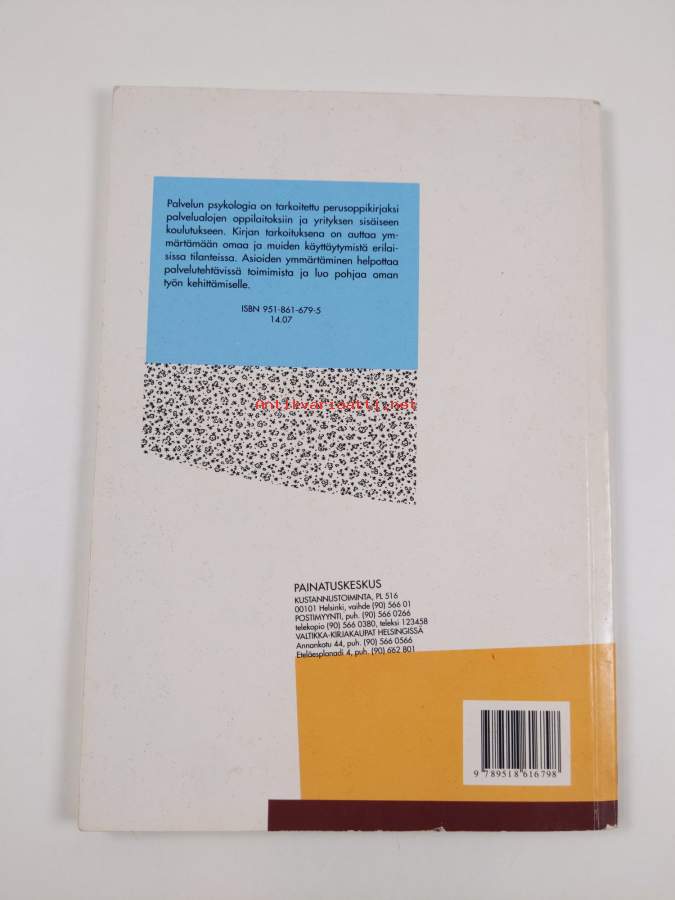 Palvelun psykologia on tarkoitettu perusoppikirjaksi
palvelualojen oppilaitoksiin ja yrityksen sisäiseen
koulutukseen. Kirjan tarkoituksena on auttaa ym-
märtämään omaa ja muiden käyttäytymistä erilai-
sissa tilanteissa. Asioiden ymmärtäminen helpottaa
palvelutehtävissä toimimista ja luo pohjaa oman
työn kehittämiselle.
ISBN 951-861-679-5
14.07
Antikvariaatti.net
PAINATUSKESKUS
KUSTANNUSTOIMINTA, PL 516
00101 Helsinki, vaihde (90) 566 01
POSTIMYYNTI, puh. (90) 566 0266
telekopio (90) 566 0380, teleksi 123458
VALTIKKA-KIRJAKAUPAT HELSINGISSÄ
Annankatu 44, puh. (90) 566 0566
Eteläesplanadi 4, puh. (90) 662 801
9 789518 616798